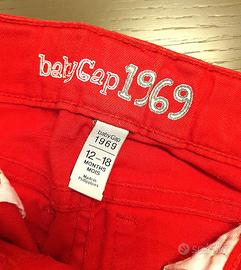 babyGap 1969
babyGap
1969
12-18
MONTHS
MOIS
Made in
Philippines